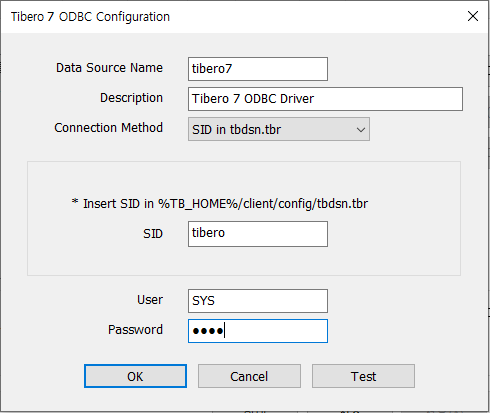 Tibero 7 ODBC Configuration
Data Source Name tibero7
Description Tibero 7 ODBC Driver
Connection Method SID in tbdsn.tbr
* Insert SID in %TB_HOME%/client/config/tbdsn.tbr
SID tibero
User SYS
Password ●●●●
OK Cancel Test